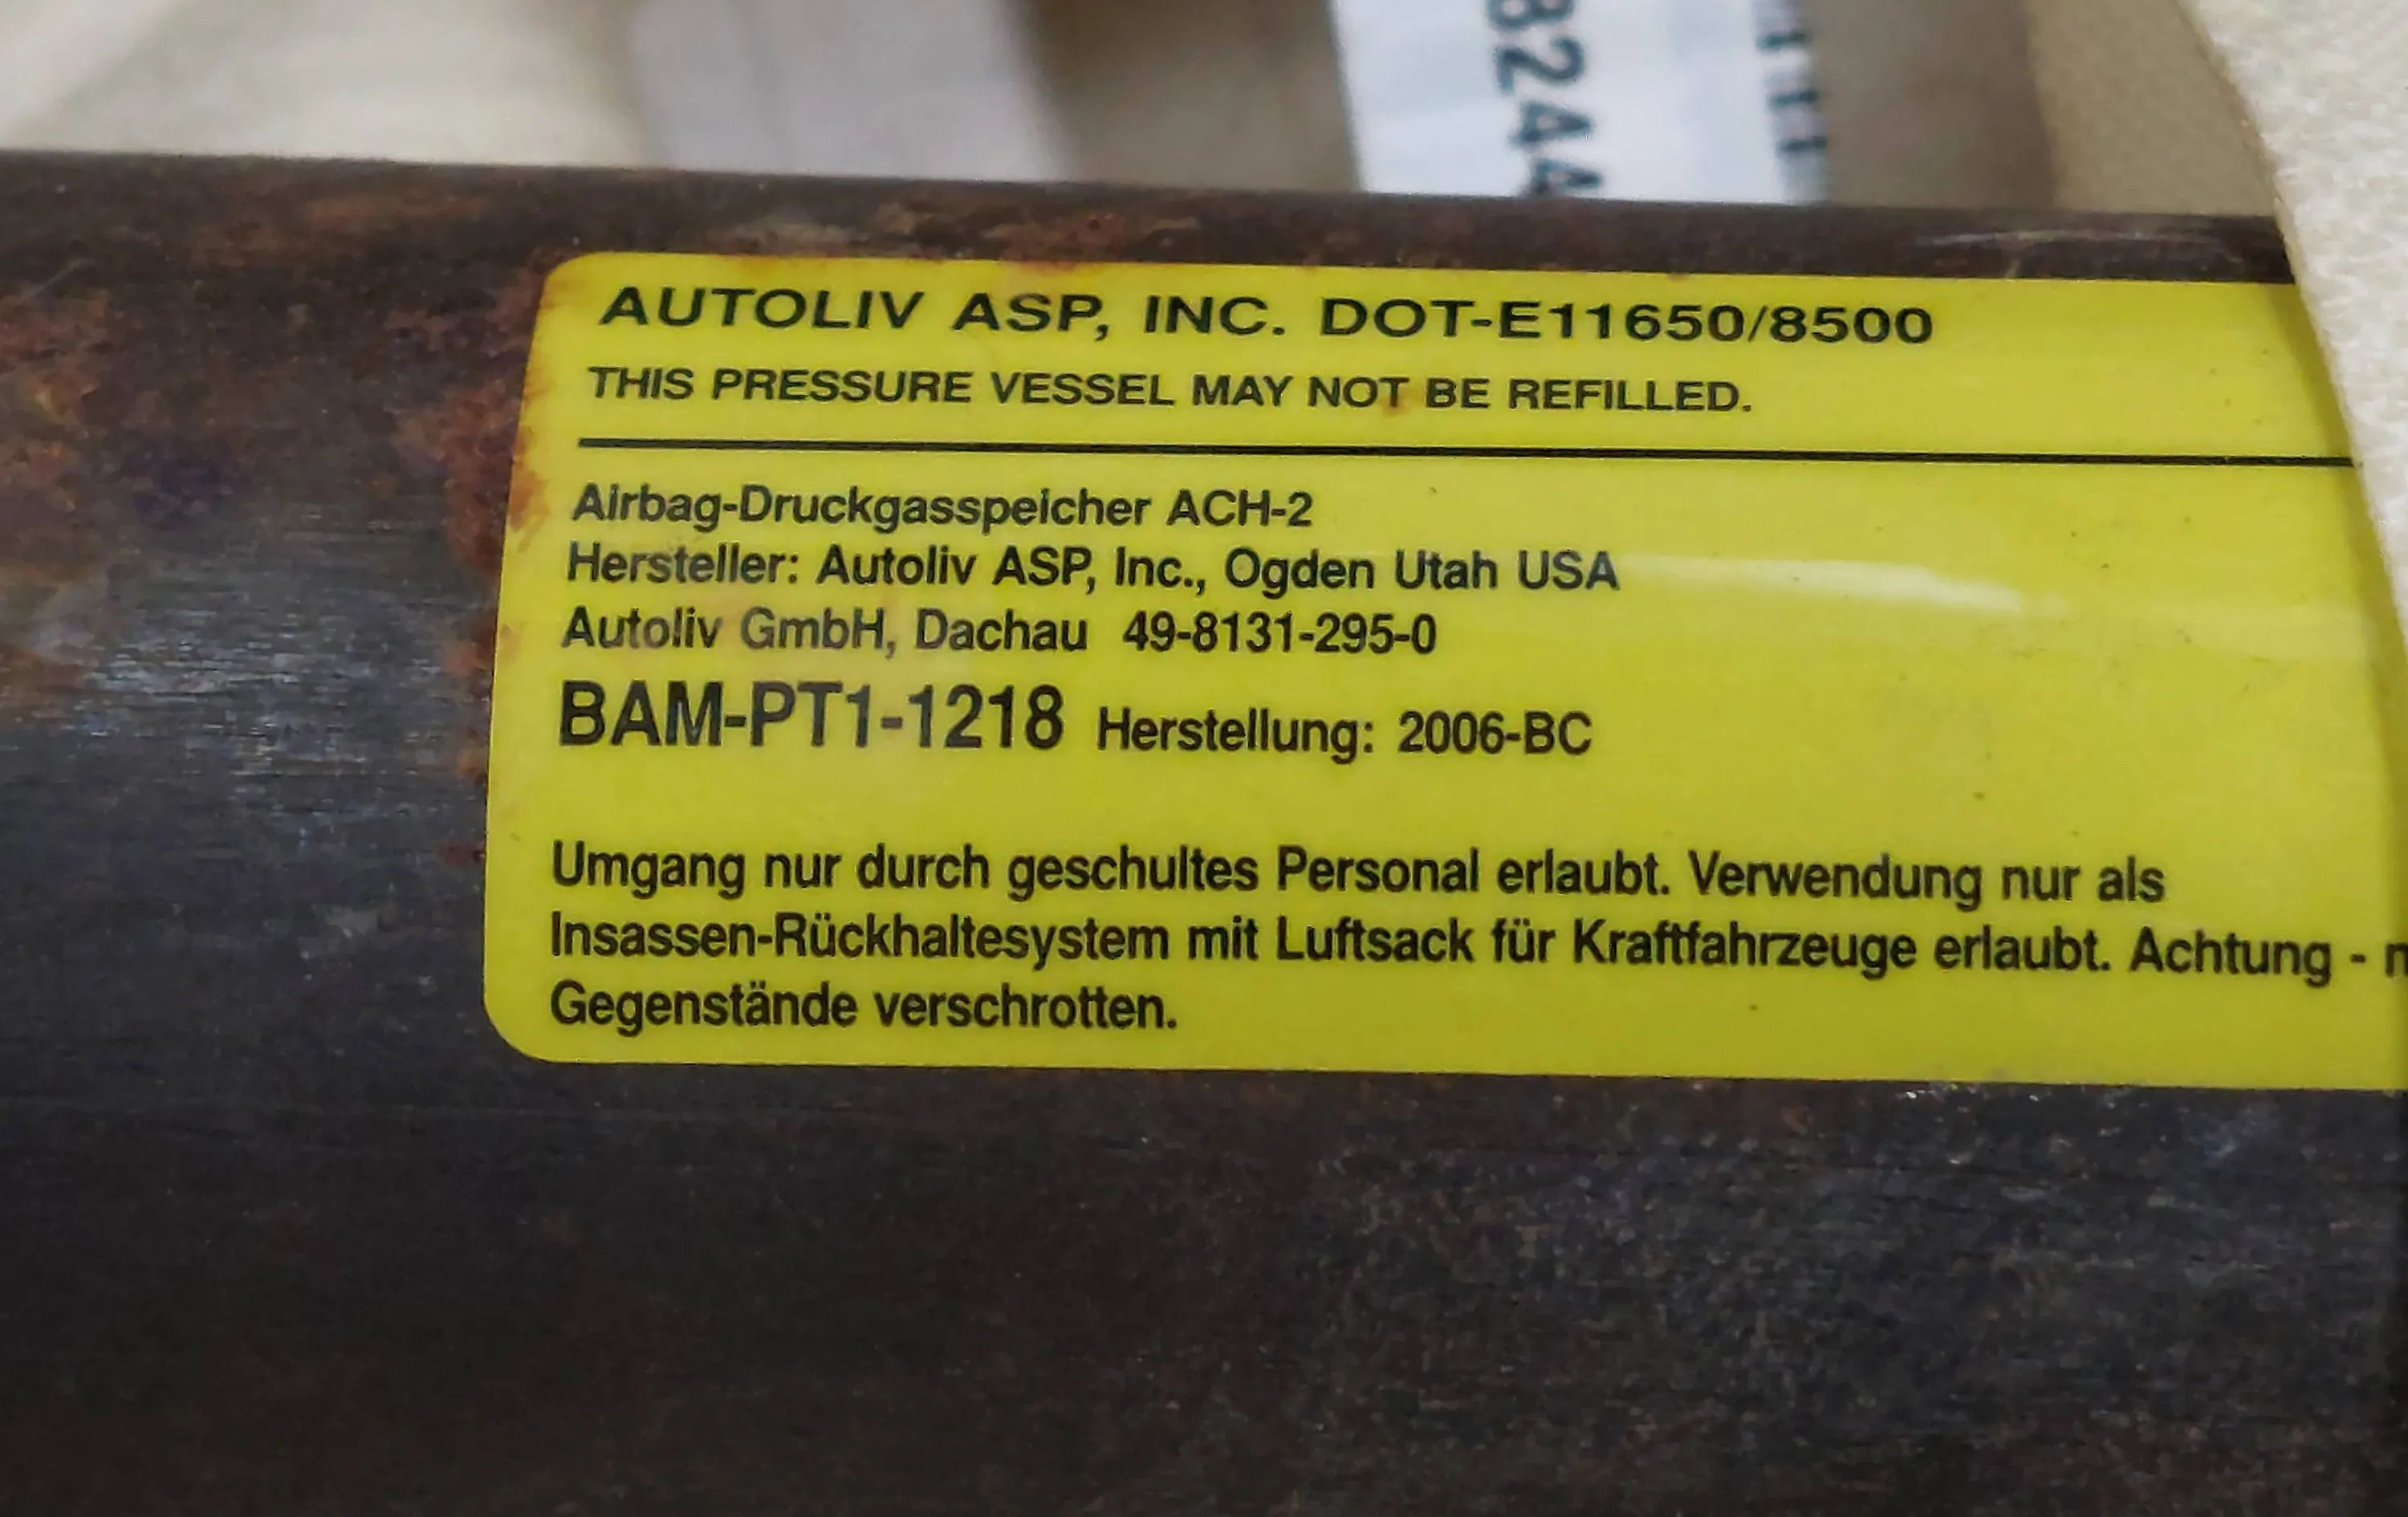 8244
AUTOLIV ASP, INC. DOT-E11650/8500
THIS PRESSURE VESSEL MAY NOT BE REFILLED.
Airbag-Druckgasspeicher ACH-2
Hersteller: Autoliv ASP, Inc., Ogden Utah USA
Autoliv GmbH, Dachau 49-8131-295-0
BAM-PT1-1218 Herstellung: 2006-BC
Umgang nur durch geschultes Personal erlaubt. Verwendung nur als
Insassen-Rückhaltesystem mit Luftsack für Kraftfahrzeuge erlaubt. Achtung -
Gegenstände verschrotten.